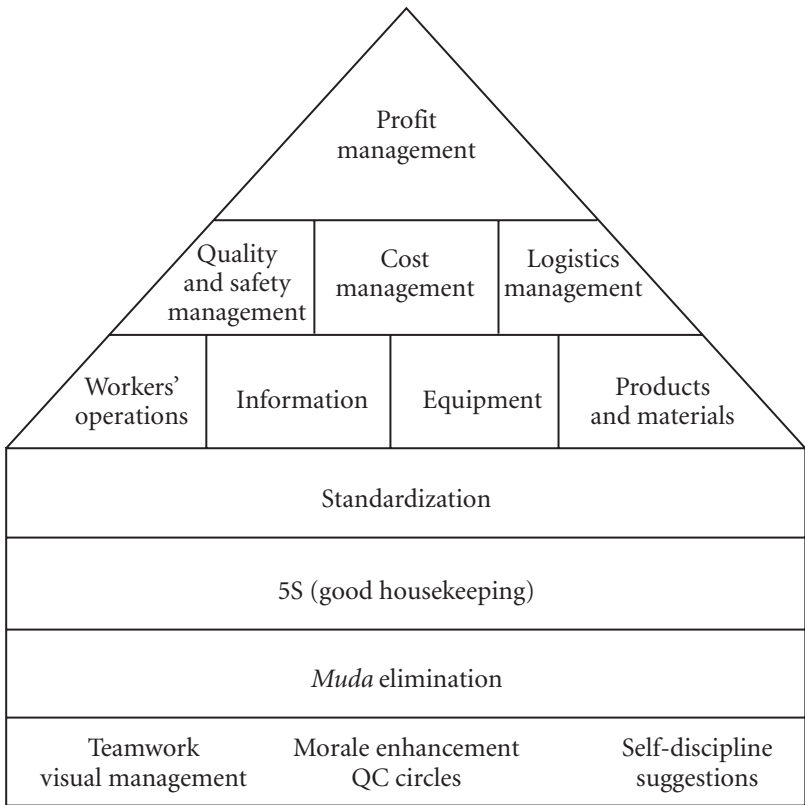 Profit
management
Quality
and safety
management
Cost
management
Logistics
management
Workers’
operations
Information
Equipment
Products
and materials
Standardization
5S (good housekeeping)
Muda elimination
Teamwork
visual management
Morale enhancement
QC circles
Self-discipline
suggestions